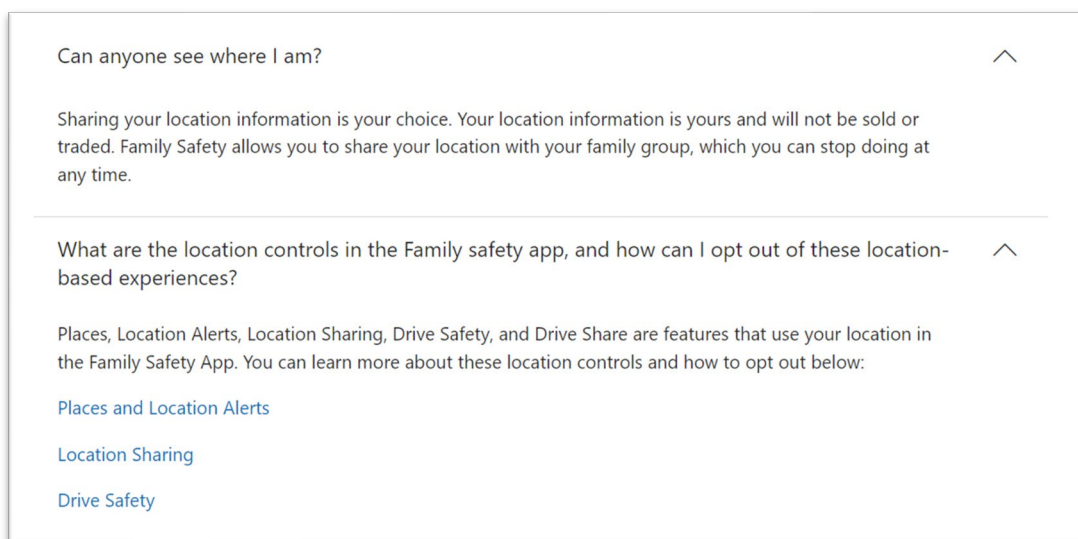 Can anyone see where I am?
Sharing your location information is your choice. Your location information is yours and will not be sold or
traded. Family Safety allows you to share your location with your family group, which you can stop doing at
any time.
What are the location controls in the Family safety app, and how can I opt out of these location-
based experiences?
Places, Location Alerts, Location Sharing, Drive Safety, and Drive Share are features that use your location in
the Family Safety App. You can learn more about these location controls and how to opt out below:
Places and Location Alerts
Location Sharing
Drive Safety